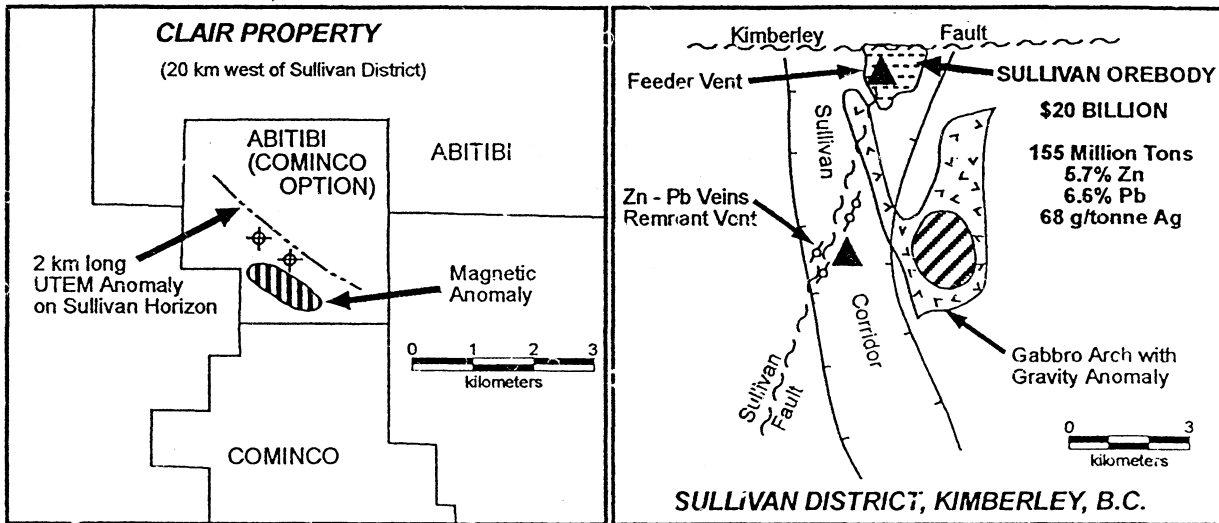 CLAIR PROPERTY
(20 km west of Sullivan District)
ABITIBI
(COMINCO
OPTION)
ABITIBI
2 km long
UTEM Anomaly
on Sullivan Horizon
Magnetic
Anomaly
0 1 2 3
kilometers
COMINCO
Kimberley Fault
Feeder Vent
SULLIVAN OREBODY
$20 BILLION
155 Million Tons
5.7% Zn
6.6% Pb
68 g/tonne Ag
Sullivan
Corridor
Zn - Pb Veins
Remnant Vent
Sullivan
Fault
Gabbro Arch with
Gravity Anomaly
0 3
kilometers
SULLIVAN DISTRICT, KIMBERLEY, B.C.